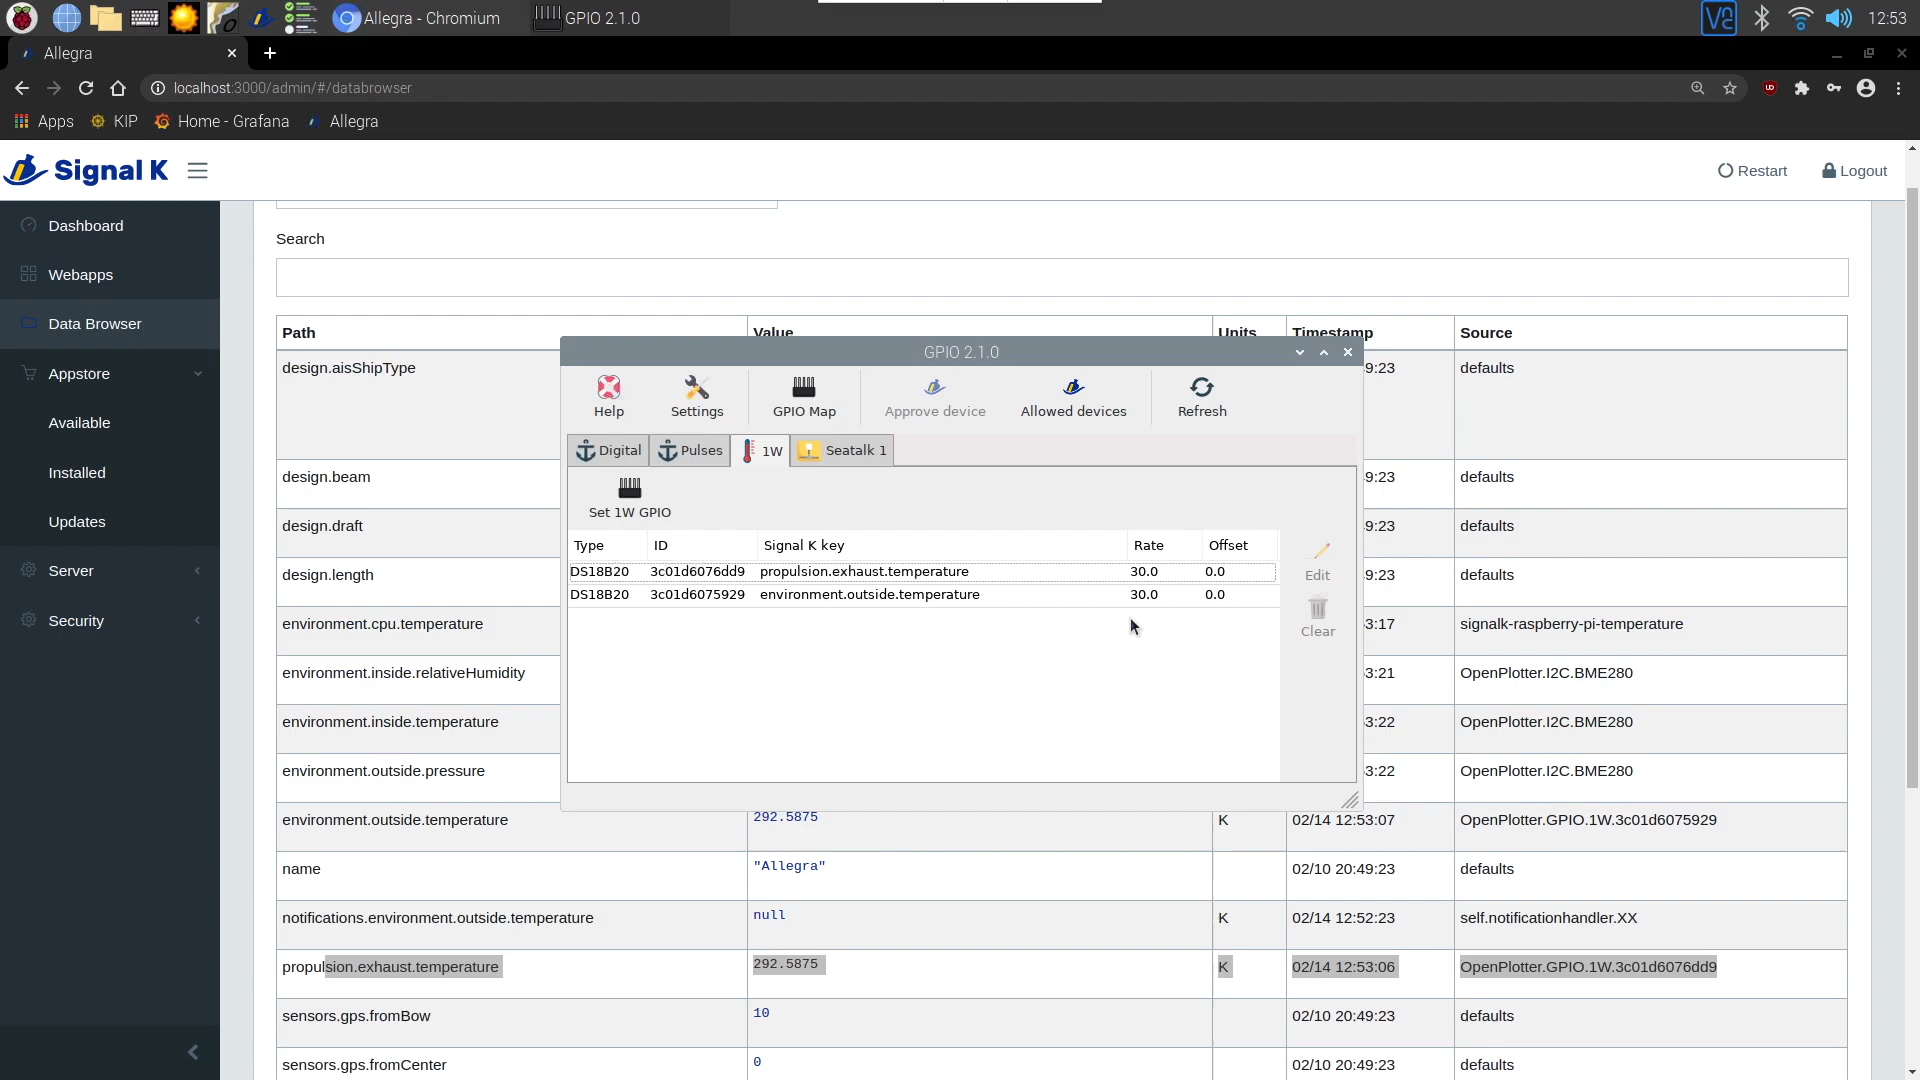 Allegra - Chromium
GPIO 2.1.0
12:53
Allegra
localhost:3000/admin/#/databrowser
Apps
KIP
Home - Grafana
Allegra
Signal K
Restart
Logout
Dashboard
Webapps
Data Browser
Appstore
Available
Installed
Updates
Server
Security
Search
Path Value Units Timestamp Source
design.aisShipType 9:23 defaults
design.beam 9:23 defaults
design.draft 9:23 defaults
design.length 9:23 defaults
environment.cpu.temperature 3:17 signalk-raspberry-pi-temperature
environment.inside.relativeHumidity 3:21 OpenPlotter.I2C.BME280
environment.inside.temperature 3:22 OpenPlotter.I2C.BME280
environment.outside.pressure 3:22 OpenPlotter.I2C.BME280
environment.outside.temperature 292.5875 K 02/14 12:53:07 OpenPlotter.GPIO.1W.3c01d6075929
name "Allegra" 02/10 20:49:23 defaults
notifications.environment.outside.temperature null K 02/14 12:52:23 self.notificationhandler.XX
propulsion.exhaust.temperature 292.5875 K 02/14 12:53:06 OpenPlotter.GPIO.1W.3c01d6076dd9
sensors.gps.fromBow 10 02/10 20:49:23 defaults
sensors.gps.fromCenter 0 02/10 20:49:23 defaults
GPIO 2.1.0
Help Settings GPIO Map Approve device Allowed devices Refresh
Digital Pulses 1W Seatalk 1
Set 1W GPIO
Type ID Signal K key Rate Offset
DS18B20 3c01d6076dd9 propulsion.exhaust.temperature 30.0 0.0
DS18B20 3c01d6075929 environment.outside.temperature 30.0 0.0
Edit
Clear